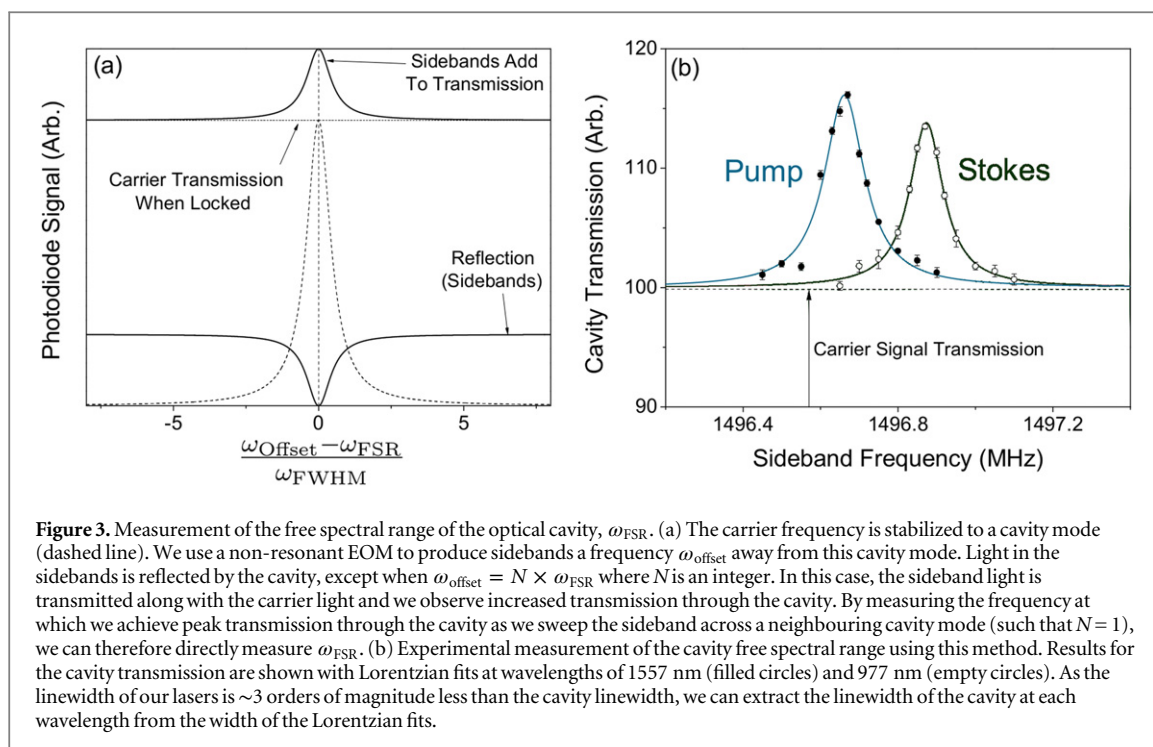 (a)
Sidebands Add
To Transmission
Carrier Transmission
When Locked
Reflection
(Sidebands)
Photodiode Signal (Arb.)
-5 0 5
ω_Offset − ω_FSR
ω_FWHM
(b)
120
110
100
90
Pump
Stokes
Carrier Signal Transmission
Cavity Transmission (Arb.)
1496.4 1496.8 1497.2
Sideband Frequency (MHz)
Figure 3. Measurement of the free spectral range of the optical cavity, ω_FSR. (a) The carrier frequency is stabilized to a cavity mode
(dashed line). We use a non-resonant EOM to produce sidebands a frequency ω_offset away from this cavity mode. Light in the
sidebands is reflected by the cavity, except when ω_offset = N × ω_FSR where N is an integer. In this case, the sideband light is
transmitted along with the carrier light and we observe increased transmission through the cavity. By measuring the frequency at
which we achieve peak transmission through the cavity as we sweep the sideband across a neighbouring cavity mode (such that N = 1),
we can therefore directly measure ω_FSR. (b) Experimental measurement of the cavity free spectral range using this method. Results for
the cavity transmission are shown with Lorentzian fits at wavelengths of 1557 nm (filled circles) and 977 nm (empty circles). As the
linewidth of our lasers is ~3 orders of magnitude less than the cavity linewidth, we can extract the linewidth of the cavity at each
wavelength from the width of the Lorentzian fits.